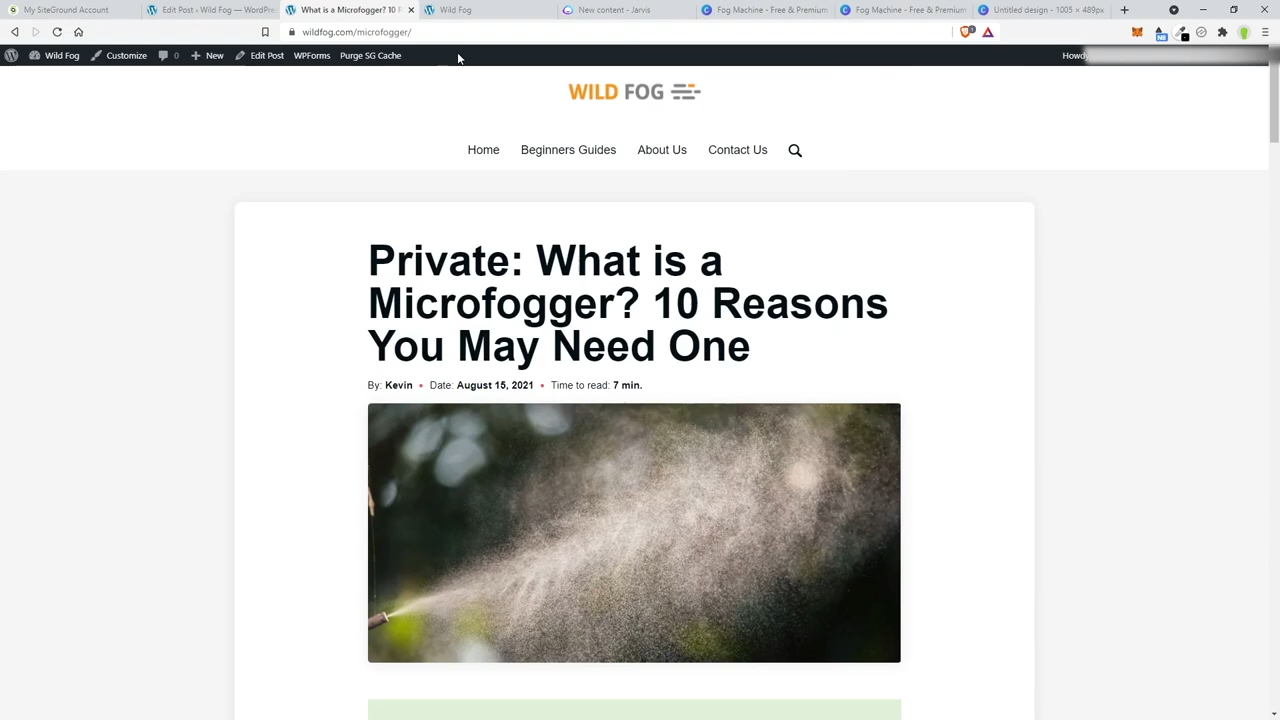 My SiteGround Account
Edit Post ‹ Wild Fog — WordPre
What is a Microfogger? 10 R
Wild Fog
New content - Jarvis
Fog Machine - Free & Premium
Fog Machine - Free & Premium
Untitled design - 1005 × 489px
wildfog.com/microfogger/
Wild Fog
Customize
0
New
Edit Post
WPForms
Purge SG Cache
Howdy
WILD FOG
Home
Beginners Guides
About Us
Contact Us
Private: What is a
Microfogger? 10 Reasons
You May Need One
By: Kevin • Date: August 15, 2021 • Time to read: 7 min.